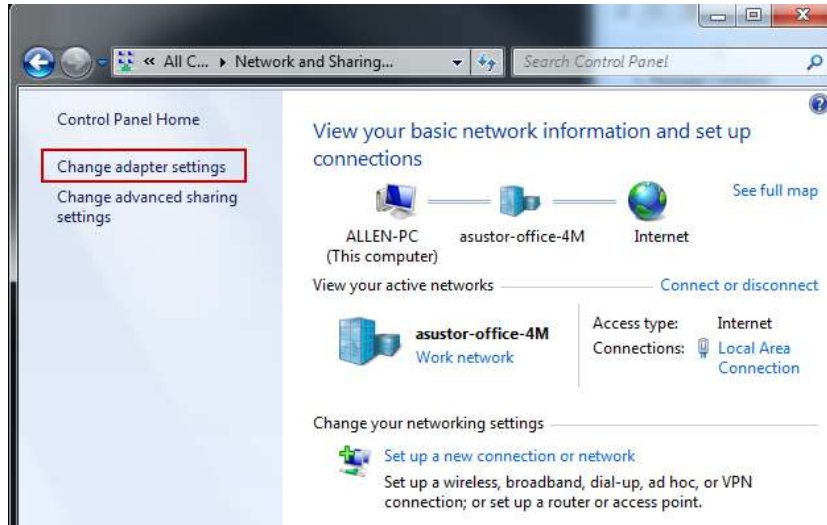 « All C... ▸ Network and Sharing...
Search Control Panel
Control Panel Home
Change adapter settings
Change advanced sharing
settings
View your basic network information and set up
connections
See full map
ALLEN-PC
(This computer)
asustor-office-4M
Internet
View your active networks
Connect or disconnect
asustor-office-4M
Work network
Access type: Internet
Connections: Local Area
Connection
Change your networking settings
Set up a new connection or network
Set up a wireless, broadband, dial-up, ad hoc, or VPN
connection; or set up a router or access point.